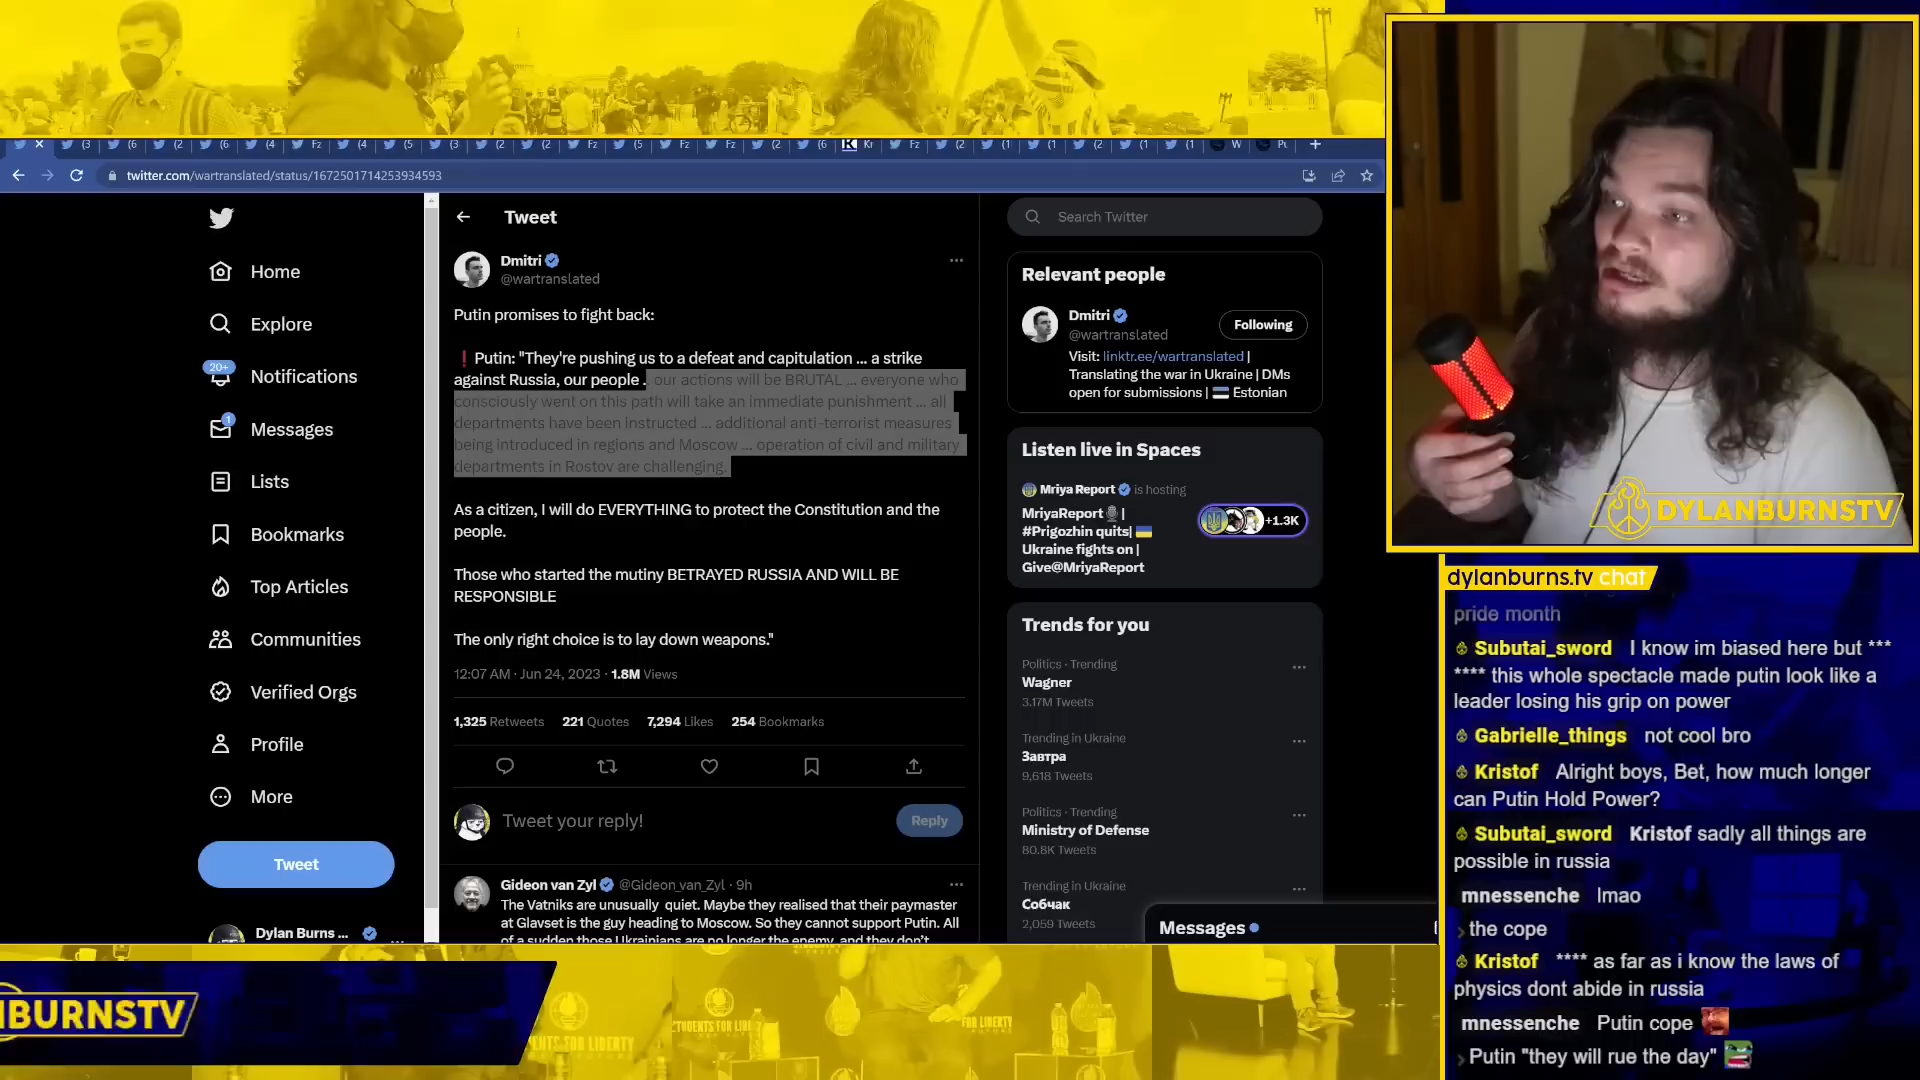 twitter.com/wartranslated/status/1672501714253934593
Home
Explore
20+
Notifications
1
Messages
Lists
Bookmarks
Top Articles
Communities
Verified Orgs
Profile
More
Tweet
Dylan Burns ...
Tweet
Dmitri
@wartranslated
Putin promises to fight back:
❗Putin: "They're pushing us to a defeat and capitulation ... a strike
against Russia, our people . our actions will be BRUTAL ... everyone who
consciously went on this path will take an immediate punishment ... all
departments have been instructed ... additional anti-terrorist measures
being introduced in regions and Moscow ... operation of civil and military
departments in Rostov are challenging.
As a citizen, I will do EVERYTHING to protect the Constitution and the
people.
Those who started the mutiny BETRAYED RUSSIA AND WILL BE
RESPONSIBLE
The only right choice is to lay down weapons."
12:07 AM · Jun 24, 2023 · 1.8M Views
1,325 Retweets 221 Quotes 7,294 Likes 254 Bookmarks
Tweet your reply!
Reply
Gideon van Zyl @Gideon_van_Zyl · 9h
The Vatniks are unusually quiet. Maybe they realised that their paymaster
at Glavset is the guy heading to Moscow. So they cannot support Putin. All
of a sudden those Ukrainians are no longer the enemy, and they don't
Search Twitter
Relevant people
Dmitri
@wartranslated
Following
Visit: linktr.ee/wartranslated |
Translating the war in Ukraine | DMs
open for submissions | Estonian
Listen live in Spaces
Mriya Report is hosting
MriyaReport |
#Prigozhin quits|
Ukraine fights on |
Give@MriyaReport
+1.3K
Trends for you
Politics · Trending
Wagner
3.17M Tweets
Trending in Ukraine
Завтра
9,618 Tweets
Politics · Trending
Ministry of Defense
80.8K Tweets
Trending in Ukraine
Собчак
2,059 Tweets
Messages
DYLANBURNSTV
dylanburns.tv chat
pride month
Subutai_sword I know im biased here but ***
**** this whole spectacle made putin look like a
leader losing his grip on power
Gabrielle_things not cool bro
Kristof Alright boys, Bet, how much longer
can Putin Hold Power?
Subutai_sword Kristof sadly all things are
possible in russia
mnessenche lmao
the cope
Kristof **** as far as i know the laws of
physics dont abide in russia
mnessenche Putin cope
Putin "they will rue the day"
BURNSTV
FOR LIBERTY